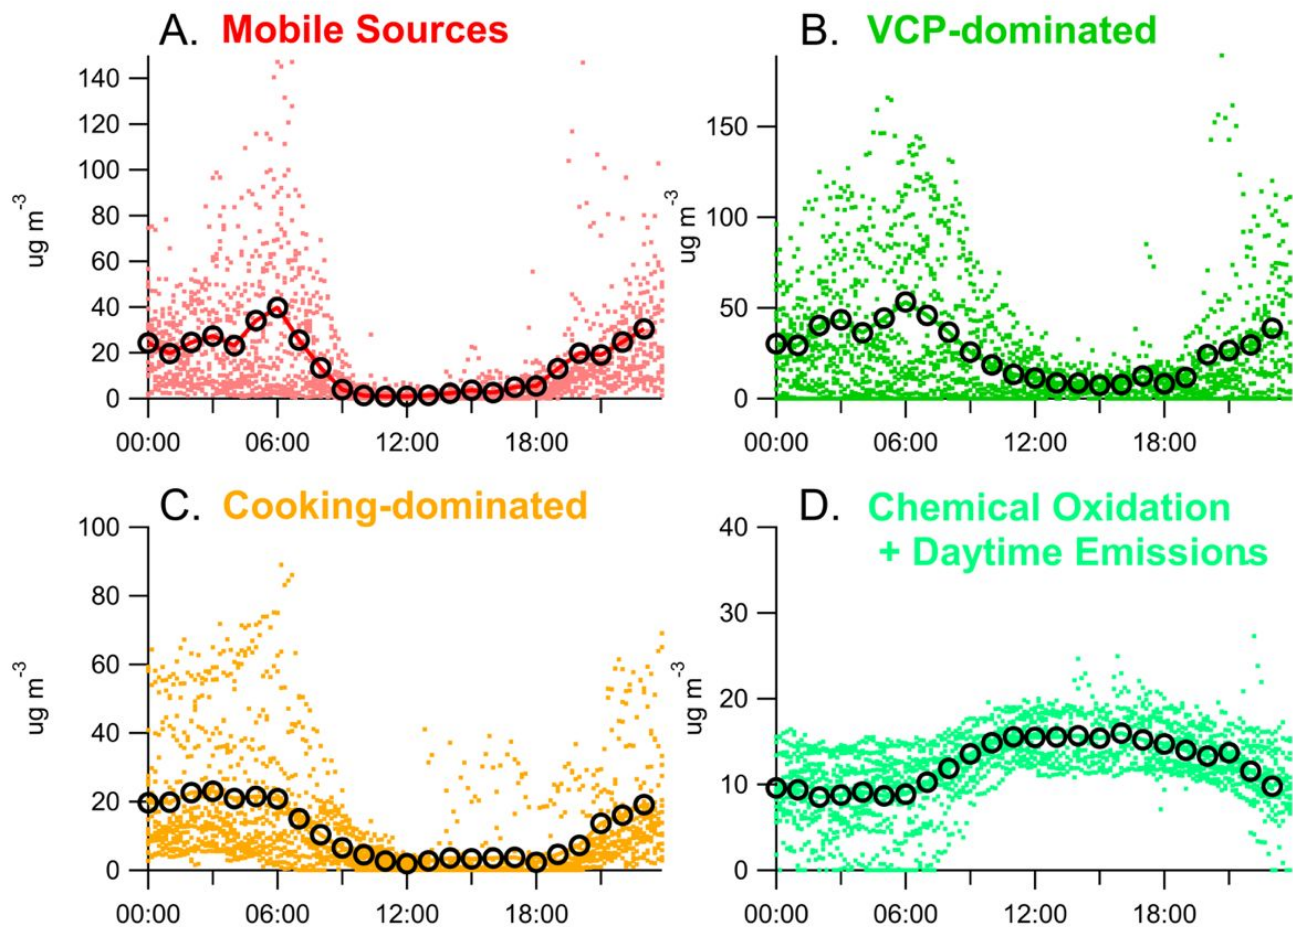 A. Mobile Sources
ug m-3
140
120
100
80
60
40
20
0
00:00 06:00 12:00 18:00
B. VCP-dominated
ug m-3
150
100
50
0
00:00 06:00 12:00 18:00
C. Cooking-dominated
ug m-3
100
80
60
40
20
0
00:00 06:00 12:00 18:00
D. Chemical Oxidation
+ Daytime Emissions
ug m-3
40
30
20
10
0
00:00 06:00 12:00 18:00